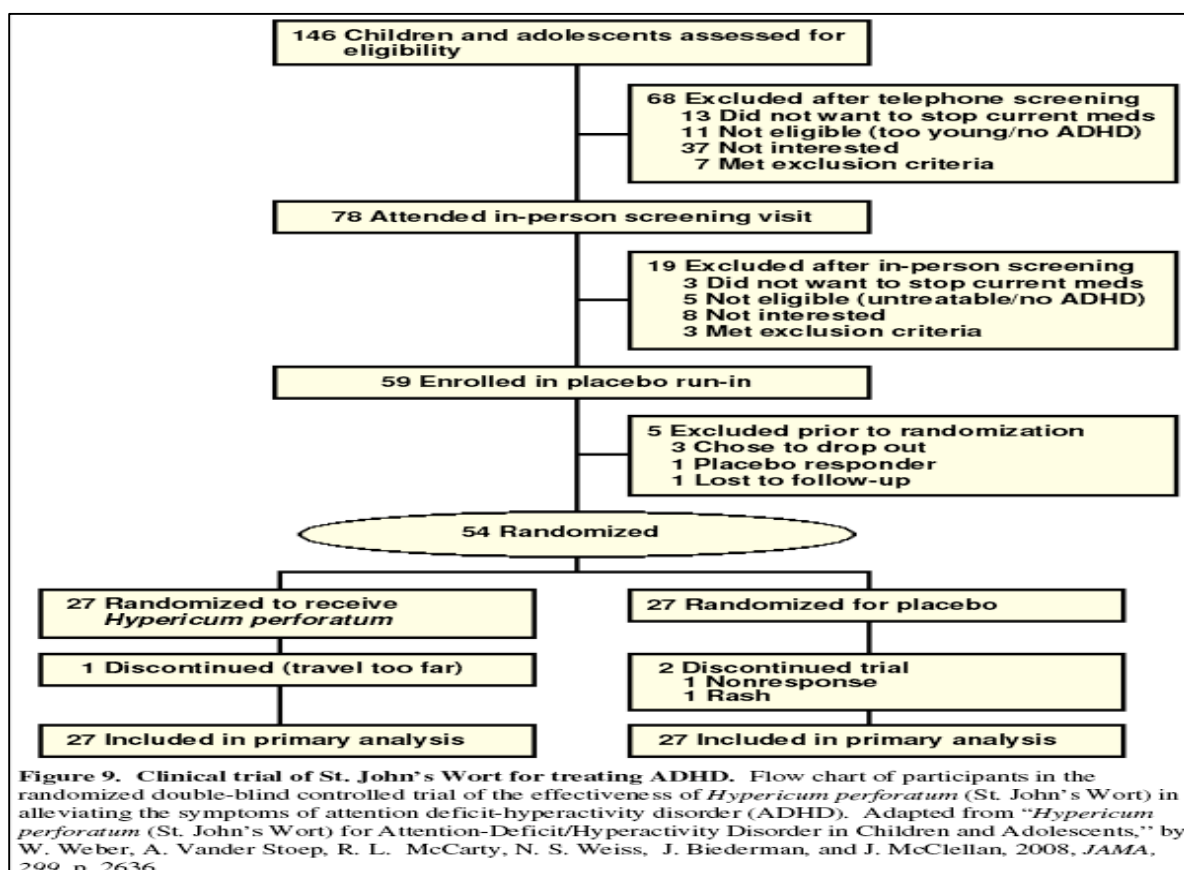 146 Children and adolescents assessed for
eligibility
68 Excluded after telephone screening
13 Did not want to stop current meds
11 Not eligible (too young/no ADHD)
37 Not interested
7 Met exclusion criteria
78 Attended in-person screening visit
19 Excluded after in-person screening
3 Did not want to stop current meds
5 Not eligible (untreatable/no ADHD)
8 Not interested
3 Met exclusion criteria
59 Enrolled in placebo run-in
5 Excluded prior to randomization
3 Chose to drop out
1 Placebo responder
1 Lost to follow-up
54 Randomized
27 Randomized to receive
Hypericum perforatum
1 Discontinued (travel too far)
27 Included in primary analysis
27 Randomized for placebo
2 Discontinued trial
1 Nonresponse
1 Rash
27 Included in primary analysis
Figure 9. Clinical trial of St. John's Wort for treating ADHD. Flow chart of participants in the
randomized double-blind controlled trial of the effectiveness of Hypericum perforatum (St. John's Wort) in
alleviating the symptoms of attention deficit-hyperactivity disorder (ADHD). Adapted from "Hypericum
perforatum (St. John's Wort) for Attention-Deficit/Hyperactivity Disorder in Children and Adolescents,'' by
W. Weber, A. Vander Stoep, R. L. McCarty, N. S. Weiss, J. Biederman, and J. McClellan, 2008, JAMA,
299, p. 2636